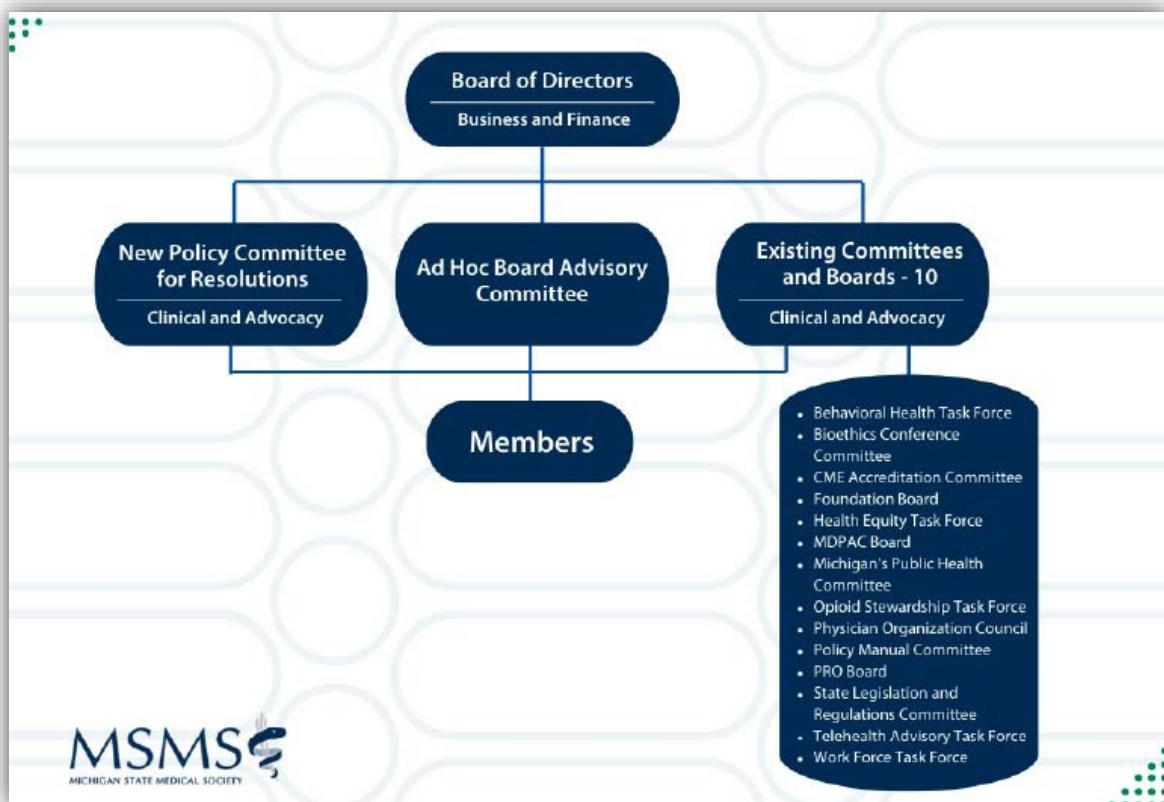 Board of Directors
Business and Finance
New Policy Committee
for Resolutions
Clinical and Advocacy
Ad Hoc Board Advisory
Committee
Existing Committees
and Boards - 10
Clinical and Advocacy
Members
• Behavioral Health Task Force
• Bioethics Conference
Committee
• CME Accreditation Committee
• Foundation Board
• Health Equity Task Force
• MDPAC Board
• Michigan's Public Health
Committee
• Opioid Stewardship Task Force
• Physician Organization Council
• Policy Manual Committee
• PRO Board
• State Legislation and
Regulations Committee
• Telehealth Advisory Task Force
• Work Force Task Force
MSMS
MICHIGAN STATE MEDICAL SOCIETY